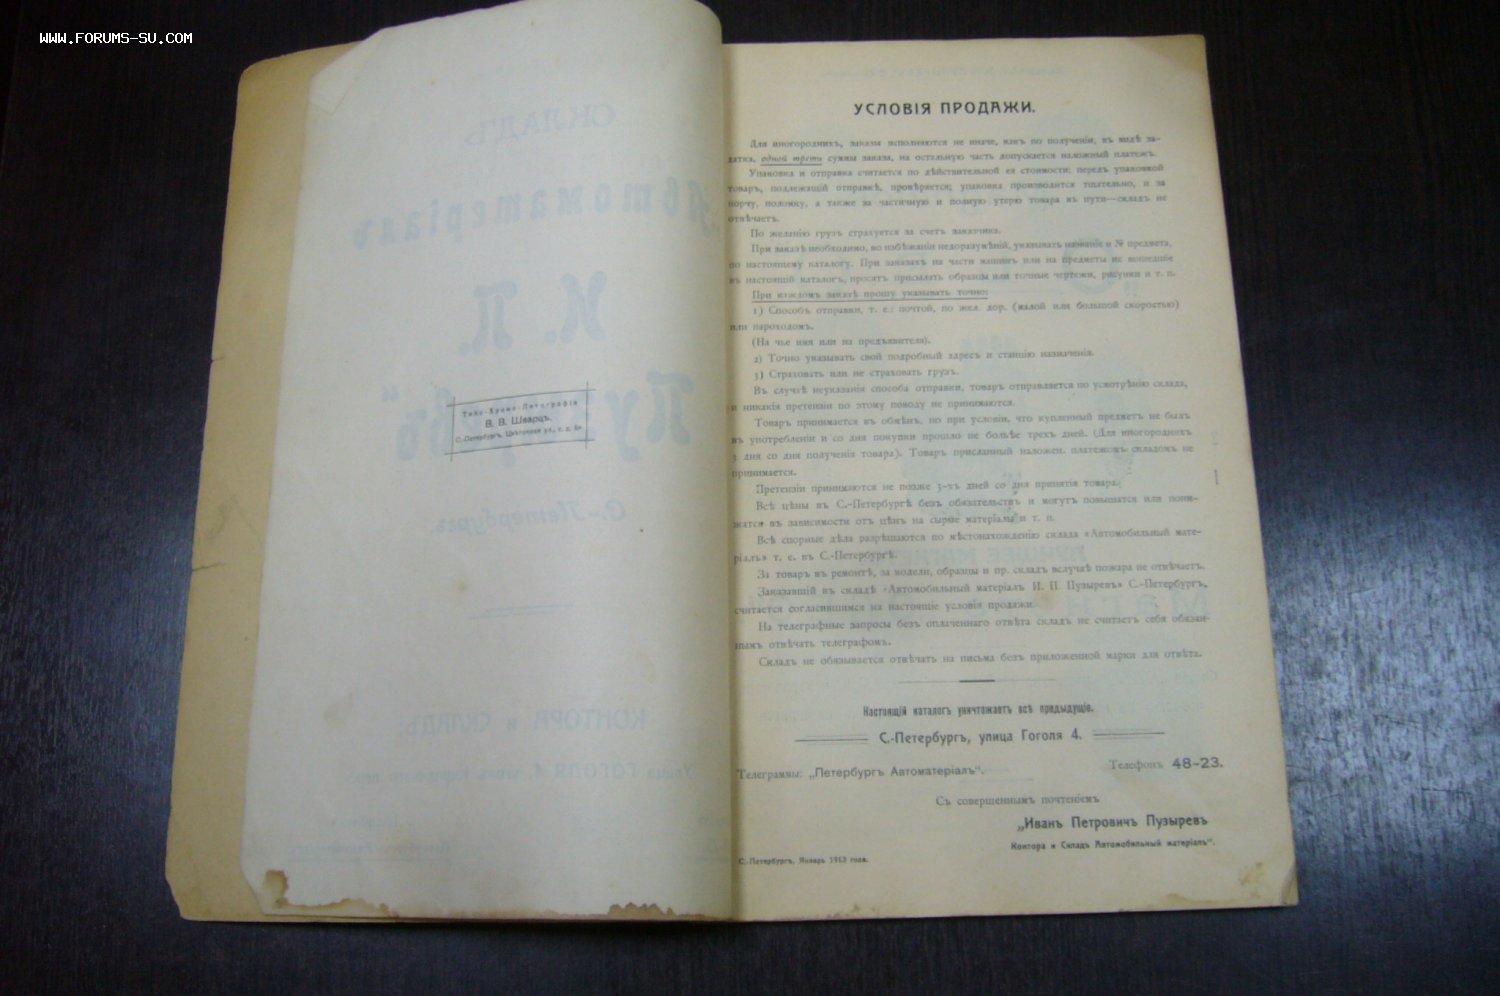 WWW.FORUMS-SU.COM
Типо-Хромо-Литографія
В. В. Шварцъ.
С.-Петербургъ, Цвѣточная ул., с. д. 6
УСЛОВІЯ ПРОДАЖИ.
Для иногороднихъ, заказы исполняются не иначе, какъ по полученіи, въ видѣ за-
датка, одной трети суммы заказа, на остальную часть допускается наложный платежъ.
Упаковка и отправка считается по дѣйствительной ея стоимости; передъ упаковкой
товаръ, подлежащій отправкѣ, провѣряется; упаковка производится тщательно, и за
порчу, поломку, а также за частичную и полную утерю товара въ пути—складъ не
отвѣчаетъ.
По желанію грузъ страхуется за счетъ заказчика.
При заказѣ необходимо, во избѣжаніи недоразумѣній, указывать названіе и № предмета,
по настоящему каталогу. При заказахъ на части машинъ или на предметы не вошедшіе
въ настоящій каталогъ, просятъ присылать образцы или точные чертежи, рисунки и т. п.
При каждомъ заказѣ прошу указывать точно:
1) Способъ отправки, т. е.: почтой, по жел. дор. (малой или большой скоростью)
или пароходомъ.
(На чье имя или на предъявителя).
2) Точно указывать свой подробный адресъ и станцію назначенія.
3) Страховать или не страховать грузъ.
Въ случаѣ неуказанія способа отправки, товаръ отправляется по усмотрѣнію склада,
и никакія претензіи по этому поводу не принимаются.
Товаръ принимается въ обмѣнъ, но при условіи, что купленный предметъ не былъ
въ употребленіи и со дня покупки прошло не болѣе трехъ дней. (Для иногороднихъ
3 дня со дня полученія товара). Товаръ присланный наложен. платежомъ складомъ не
принимается.
Претензіи принимаются не позже 3-хъ дней со дня принятія товара.
Всѣ цѣны въ С.-Петербургѣ безъ обязательствъ и могутъ повышатся или пони-
жатся въ зависимости отъ цѣнъ на сырые матеріалы и т. п.
Всѣ спорные дѣла разрѣшаются по мѣстонахожденію склада «Автомобильный мате-
ріалъ» т. е. въ С.-Петербургѣ.
За товаръ въ ремонтѣ, за модели, образцы и пр. складъ вслучаѣ пожара не отвѣчаетъ.
Заказавшій въ складѣ «Автомобильный матеріалъ И. П. Пузыревъ» С.-Петербургъ,
считается согласившимся на настоящіе условія продажи.
На телеграфные запросы безъ оплаченнаго отвѣта складъ не считаетъ себя обязан-
нымъ отвѣчать телеграфомъ.
Складъ не обязывается отвѣчать на письма безъ приложенной марки для отвѣта.
Настоящій каталогъ уничтожаетъ всѣ предыдущіе.
С.-Петербургъ, улица Гоголя 4.
Телеграммы: „Петербургъ Автоматеріалъ“.
Телефонъ 48-23.
Съ совершеннымъ почтеніемъ
„Иванъ Петровичъ Пузыревъ
Контора и Складъ Автомобильный матеріалъ“.
С.-Петербургъ, Январь 1913 года.